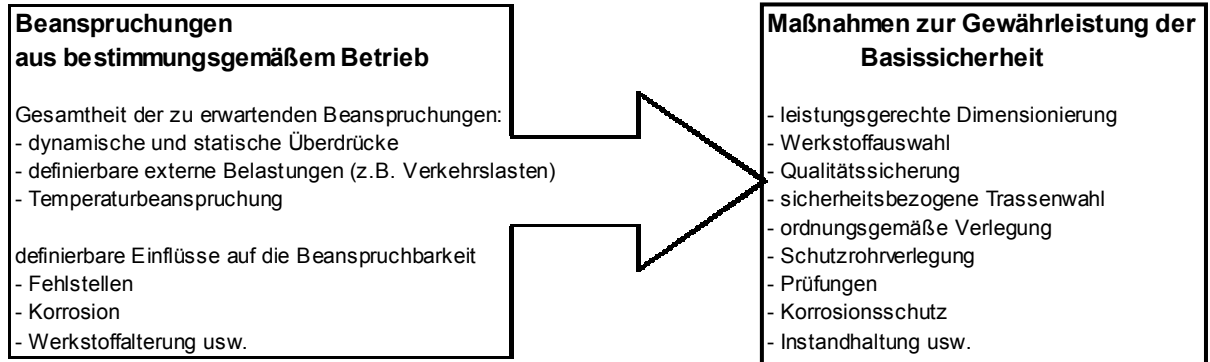 Beanspruchungen
aus bestimmungsgemäßem Betrieb
Gesamtheit der zu erwartenden Beanspruchungen:
- dynamische und statische Überdrücke
- definierbare externe Belastungen (z.B. Verkehrslasten)
- Temperaturbeanspruchung
definierbare Einflüsse auf die Beanspruchbarkeit
- Fehlstellen
- Korrosion
- Werkstoffalterung usw.
Maßnahmen zur Gewährleistung der
Basissicherheit
- leistungsgerechte Dimensionierung
- Werkstoffauswahl
- Qualitätssicherung
- sicherheitsbezogene Trassenwahl
- ordnungsgemäße Verlegung
- Schutzrohrverlegung
- Prüfungen
- Korrosionsschutz
- Instandhaltung usw.